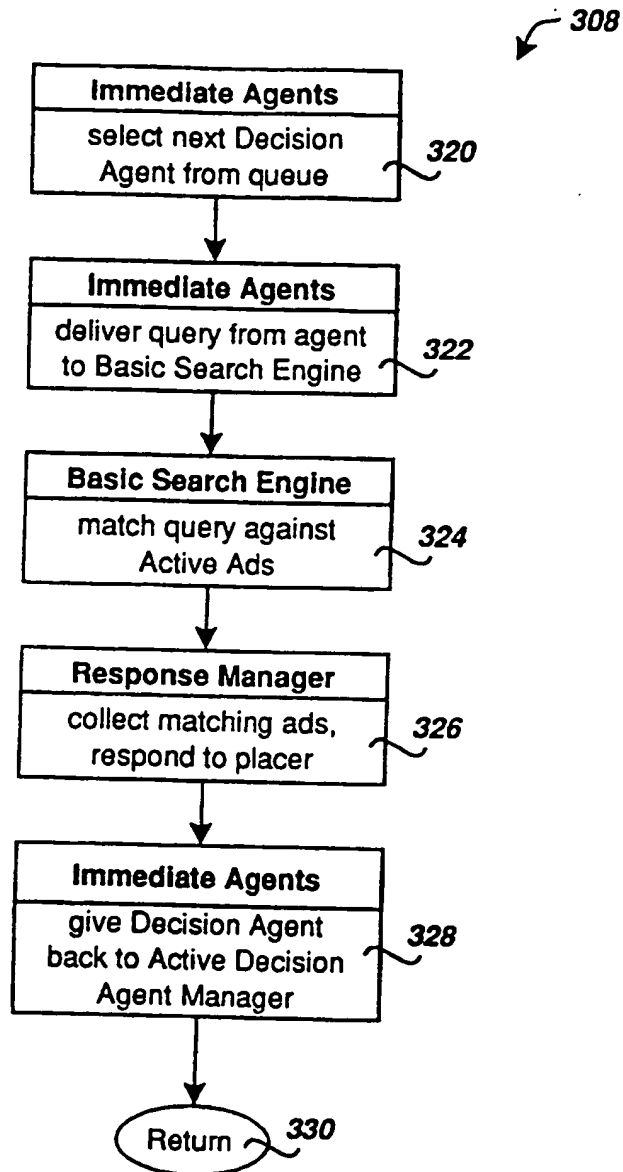 308
Immediate Agents
select next Decision
Agent from queue
320
Immediate Agents
deliver query from agent
to Basic Search Engine
322
Basic Search Engine
match query against
Active Ads
324
Response Manager
collect matching ads,
respond to placer
326
Immediate Agents
give Decision Agent
back to Active Decision
Agent Manager
328
Return
330